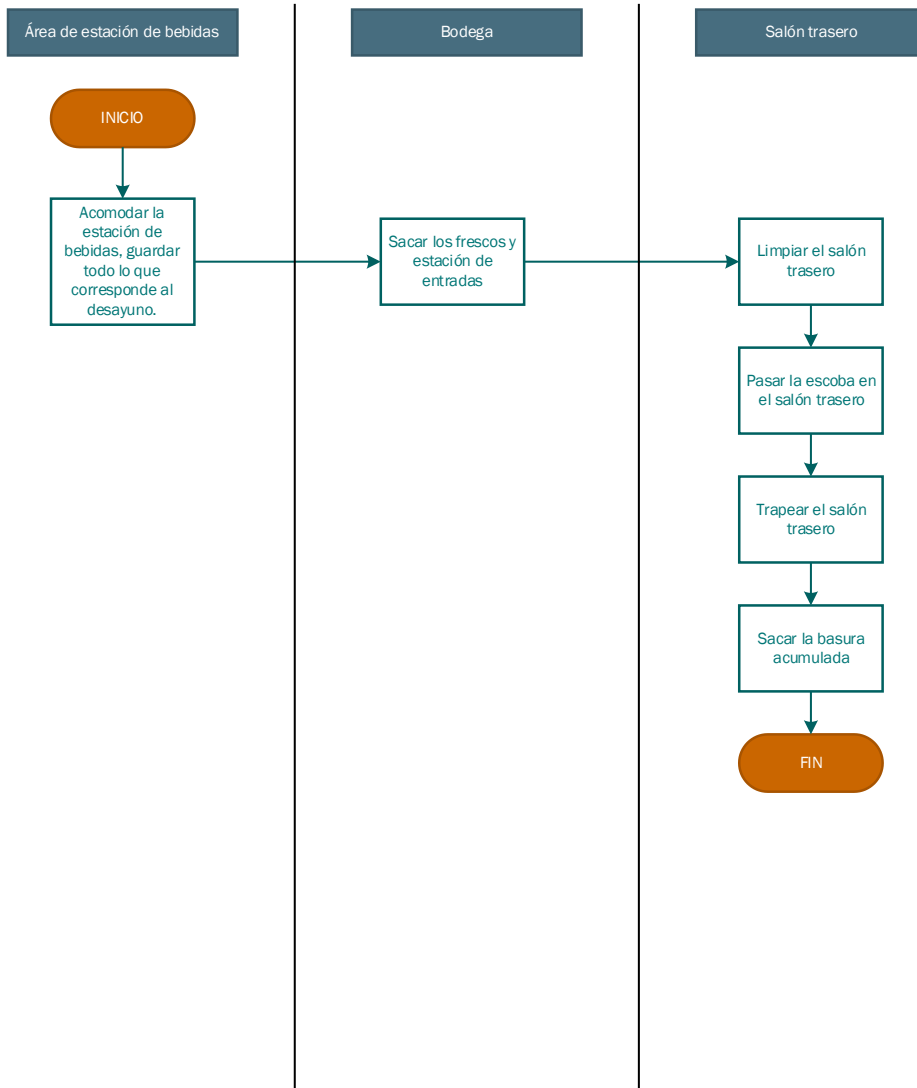 Área de estación de bebidas
Bodega
Salón trasero
INICIO
Acomodar la
estación de
bebidas, guardar
todo lo que
corresponde al
desayuno.
Sacar los frescos y
estación de
entradas
Limpiar el salón
trasero
Pasar la escoba en
el salón trasero
Trapear el salón
trasero
Sacar la basura
acumulada
FIN